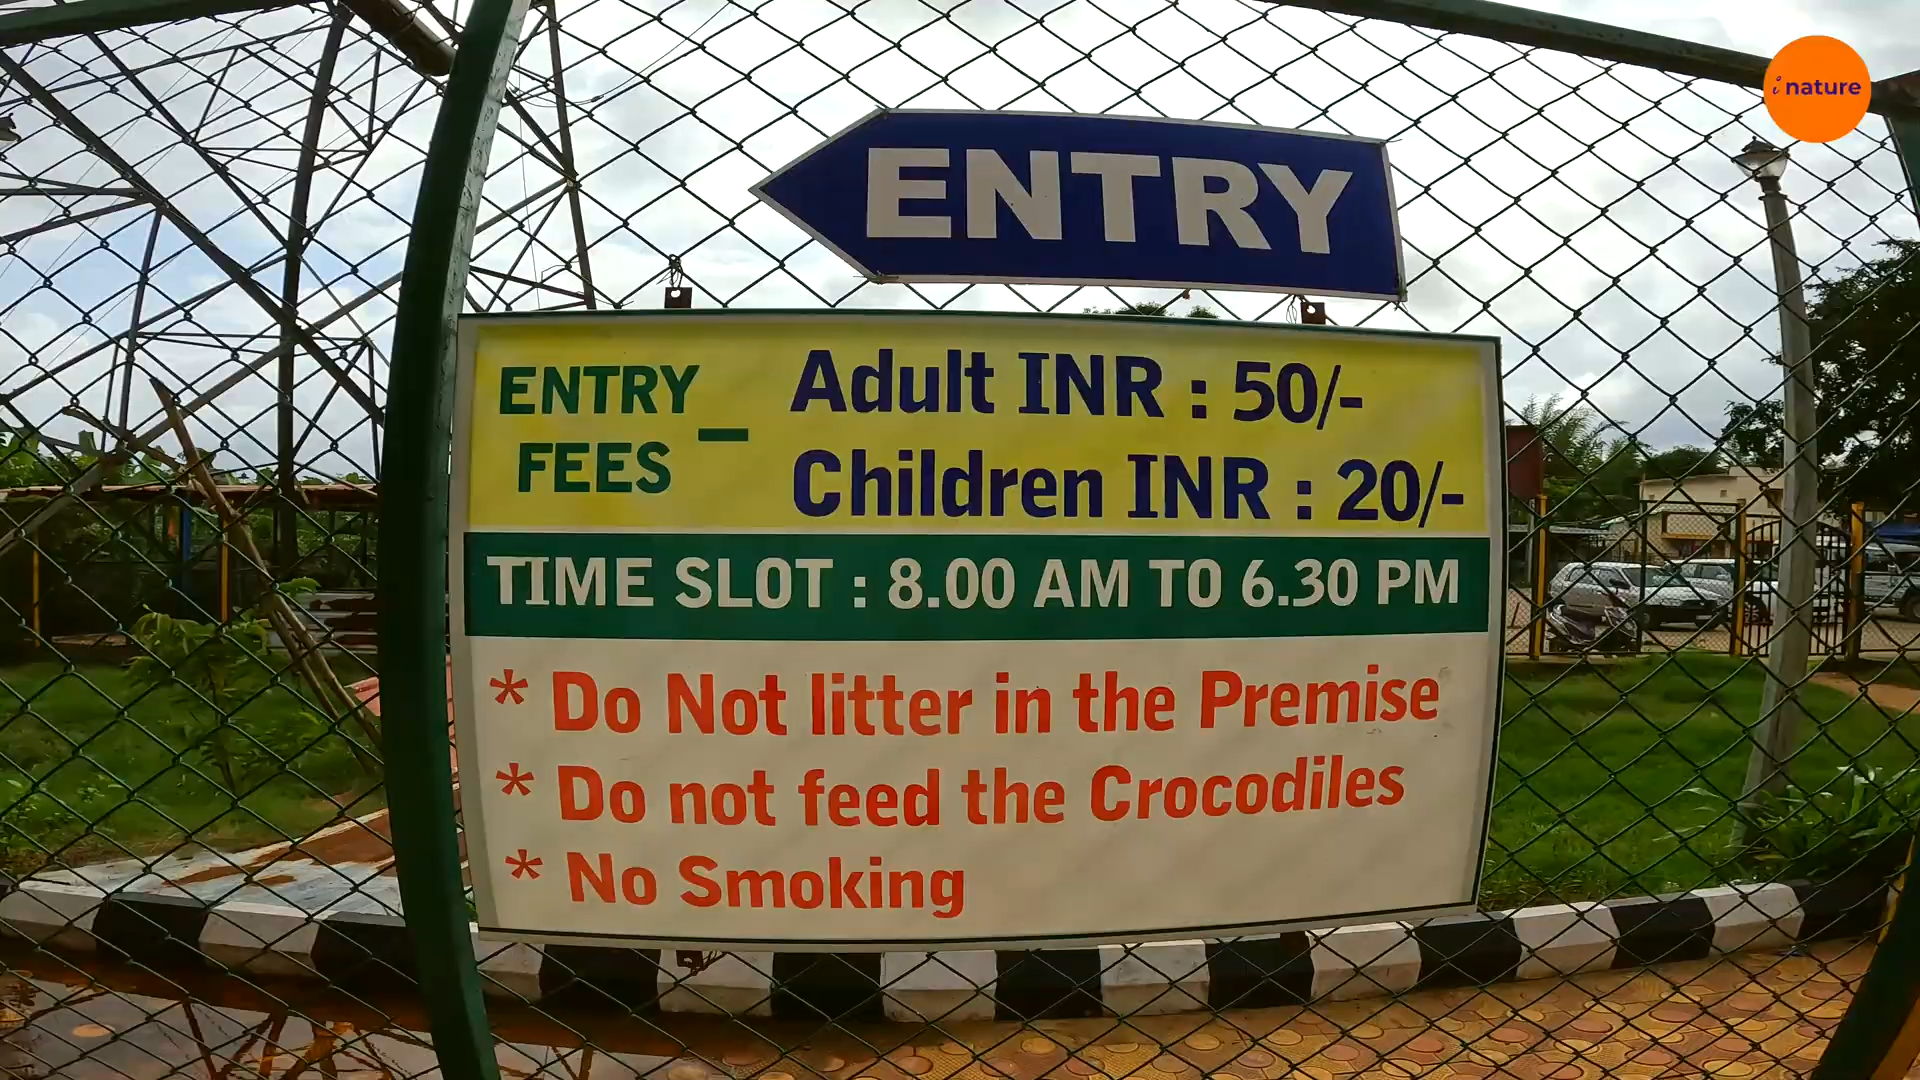 i nature
ENTRY
ENTRY FEES – Adult INR : 50/-
Children INR : 20/-
TIME SLOT : 8.00 AM TO 6.30 PM
* Do Not litter in the Premise
* Do not feed the Crocodiles
* No Smoking